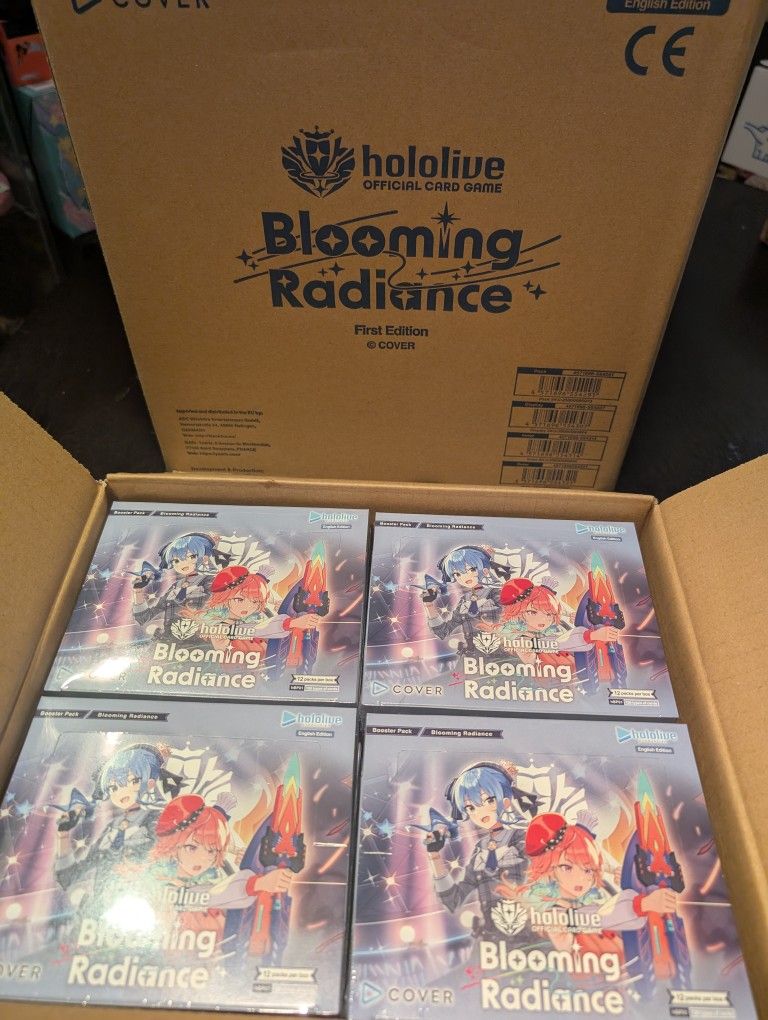 COVER
English Edition
CE
hololive
OFFICIAL CARD GAME
Blooming
Radiance
First Edition
© COVER
Development & Production:
Booster Pack / Blooming Radiance
hololive
English Edition
hololive
OFFICIAL CARD GAME
Blooming
Radiance
COVER
12 packs per box
Booster Pack / Blooming Radiance
hololive
English Edition
hololive
OFFICIAL CARD GAME
Blooming
Radiance
COVER
12 packs per box
hBP01
Booster Pack / Blooming Radiance
hololive
English Edition
hololive
OFFICIAL CARD GAME
Blooming
Radiance
OVER
12 packs per box
Booster Pack / Blooming Radiance
hololive
English Edition
hololive
OFFICIAL CARD GAME
Blooming
Radiance
COVER
12 packs per box